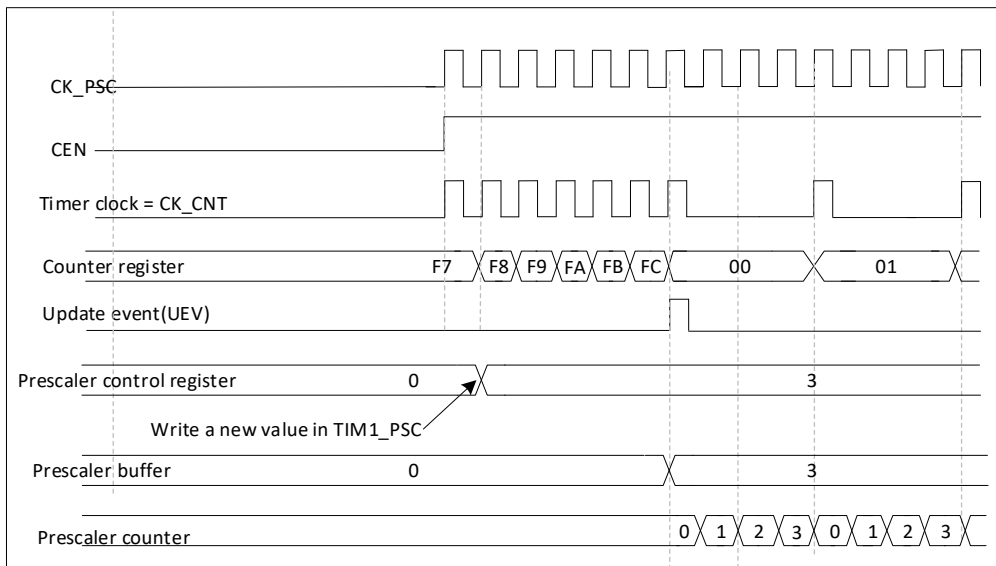 CK_PSC
CEN
Timer clock = CK_CNT
Counter register F7 F8 F9 FA FB FC 00 01
Update event(UEV)
Prescaler control register 0 3
Write a new value in TIM1_PSC
Prescaler buffer 0 3
Prescaler counter 0 1 2 3 0 1 2 3